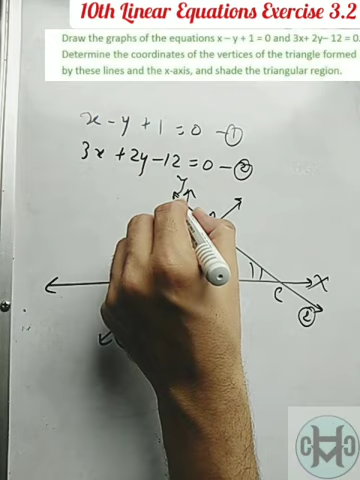 10th Linear Equations Exercise 3.2
Draw the graphs of the equations x – y + 1 = 0 and 3x+ 2y– 12 = 0.
Determine the coordinates of the vertices of the triangle formed
by these lines and the x-axis, and shade the triangular region.
x - y + 1 = 0 - ①
3x + 2y - 12 = 0 - ②
y
X
C
②